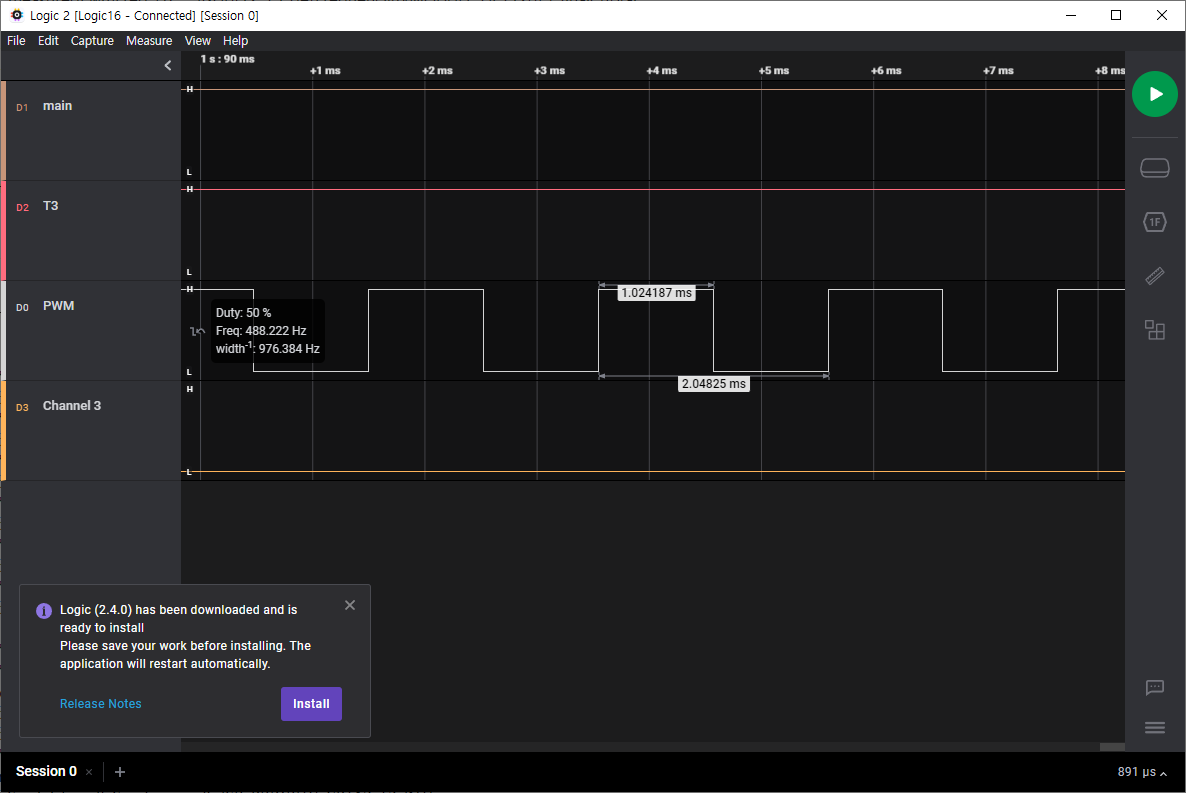 Logic 2 [Logic16 - Connected] [Session 0]
File Edit Capture Measure View Help
1 s : 90 ms
+1 ms +2 ms +3 ms +4 ms +5 ms +6 ms +7 ms +8 ms
D1 main
H
L
D2 T3
H
L
D0 PWM
H
L
Duty: 50 %
Freq: 488.222 Hz
width-1: 976.384 Hz
1.024187 ms
2.04825 ms
D3 Channel 3
H
L
1F
Logic (2.4.0) has been downloaded and is
ready to install
Please save your work before installing. The
application will restart automatically.
Release Notes Install
Session 0
891 µs